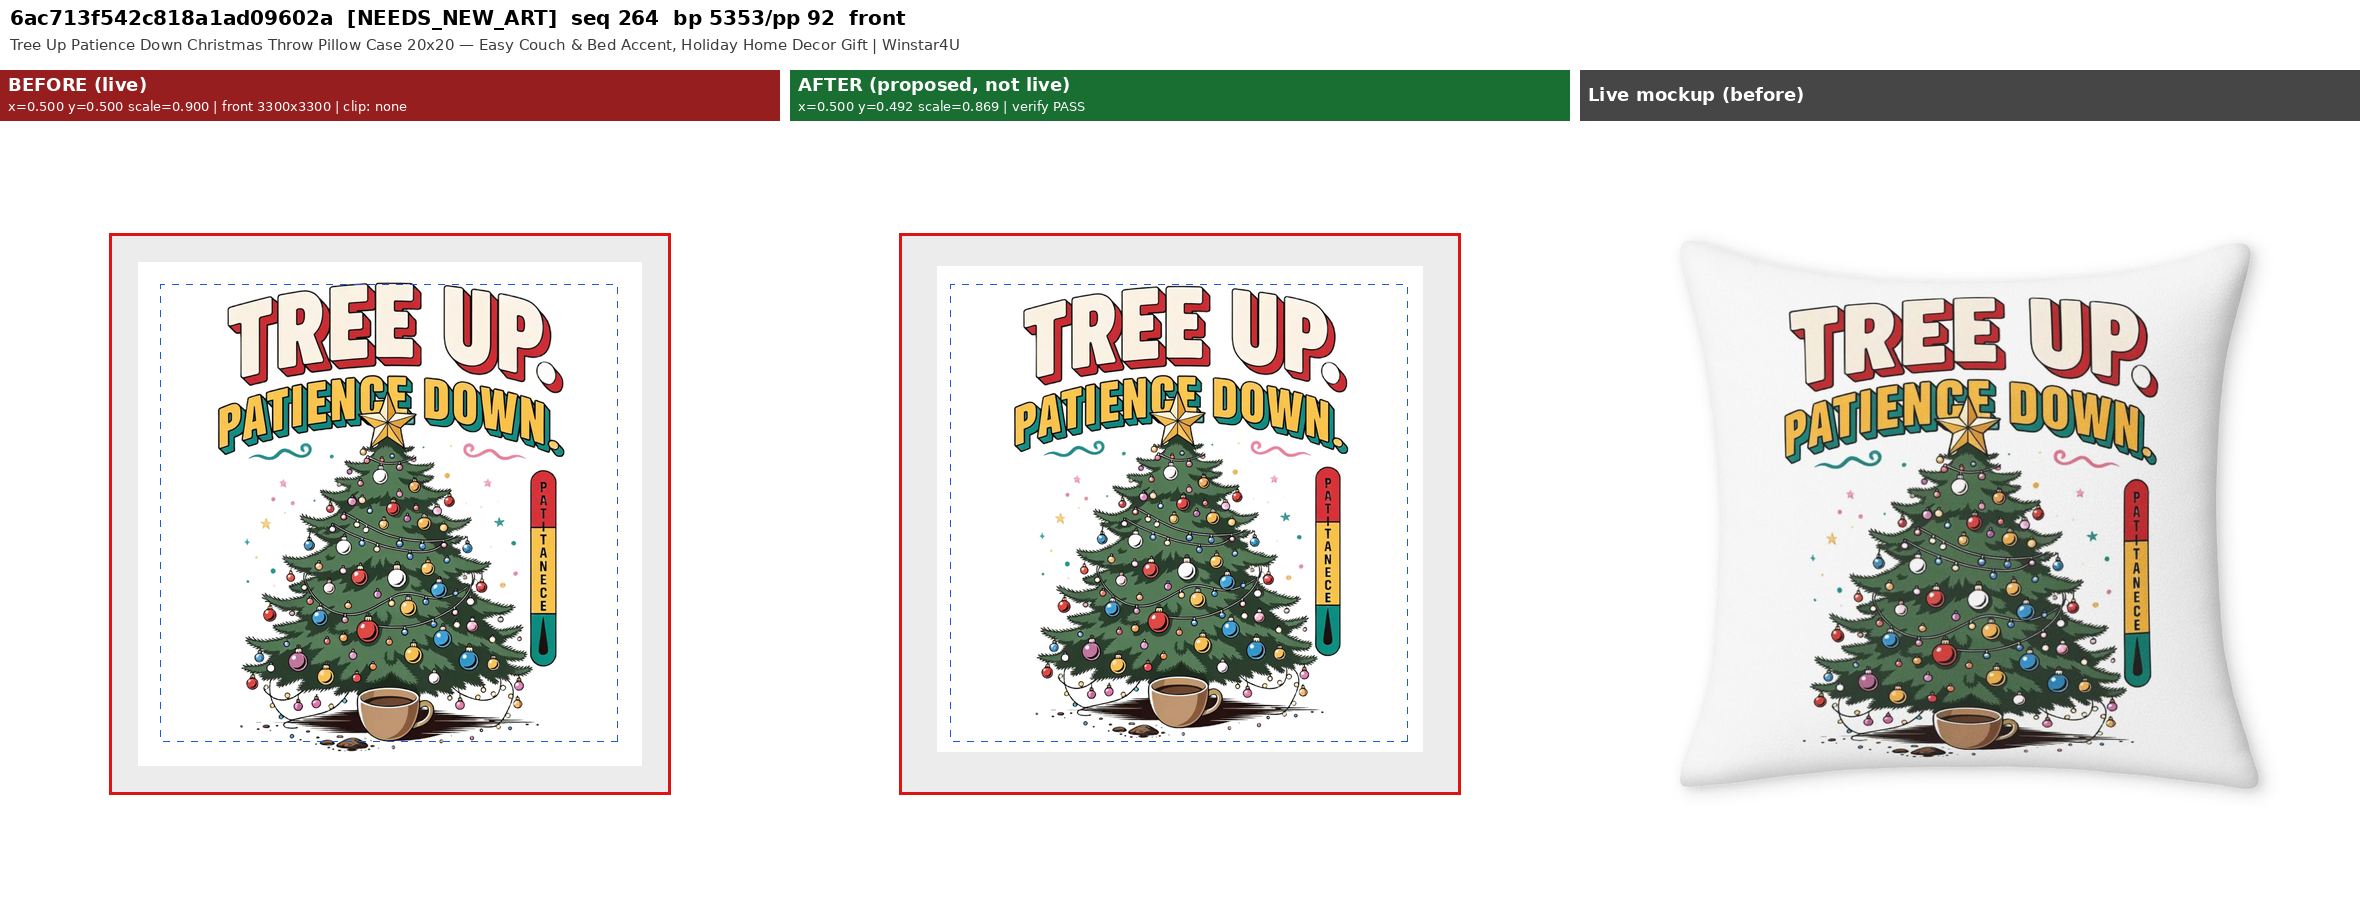 6ac713f542c818a1ad09602a [NEEDS_NEW_ART] seq 264 bp 5353/pp 92 front
Tree Up Patience Down Christmas Throw Pillow Case 20x20 — Easy Couch & Bed Accent, Holiday Home Decor Gift | Winstar4U
BEFORE (live)
x=0.500 y=0.500 scale=0.900 | front 3300x3300 | clip: none
AFTER (proposed, not live)
x=0.500 y=0.492 scale=0.869 | verify PASS
Live mockup (before)
TREE UP.
PATIENCE DOWN.
PATITANECE
TREE UP.
PATIENCE DOWN.
PATITANECE
TREE UP.
PATIENCE DOWN.
PATITANECE